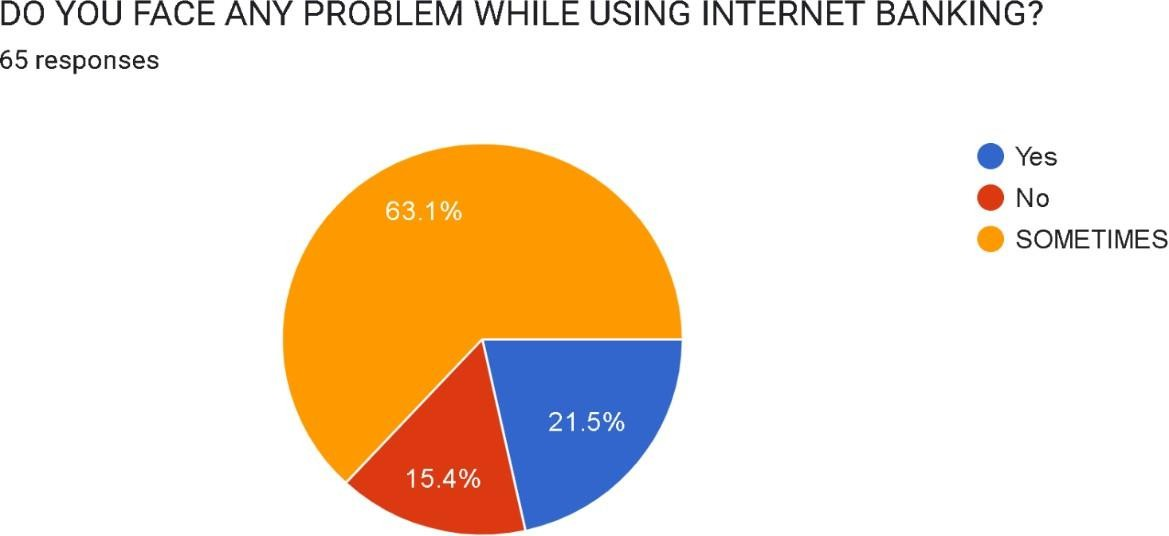 DO YOU FACE ANY PROBLEM WHILE USING INTERNET BANKING?
65 responses
Yes
No
SOMETIMES
63.1%
21.5%
15.4%